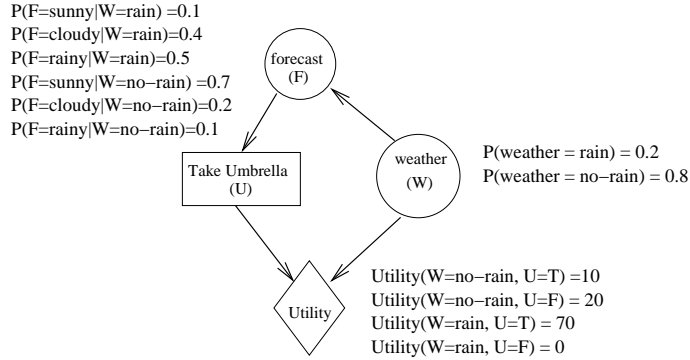 P(F=sunny|W=rain) =0.1
P(F=cloudy|W=rain)=0.4
P(F=rainy|W=rain)=0.5
P(F=sunny|W=no−rain) =0.7
P(F=cloudy|W=no−rain)=0.2
P(F=rainy|W=no−rain)=0.1
forecast
(F)
Take Umbrella
(U)
weather
(W)
P(weather = rain) = 0.2
P(weather = no−rain) = 0.8
Utility
Utility(W=no−rain, U=T) =10
Utility(W=no−rain, U=F) = 20
Utility(W=rain, U=T) = 70
Utility(W=rain, U=F) = 0